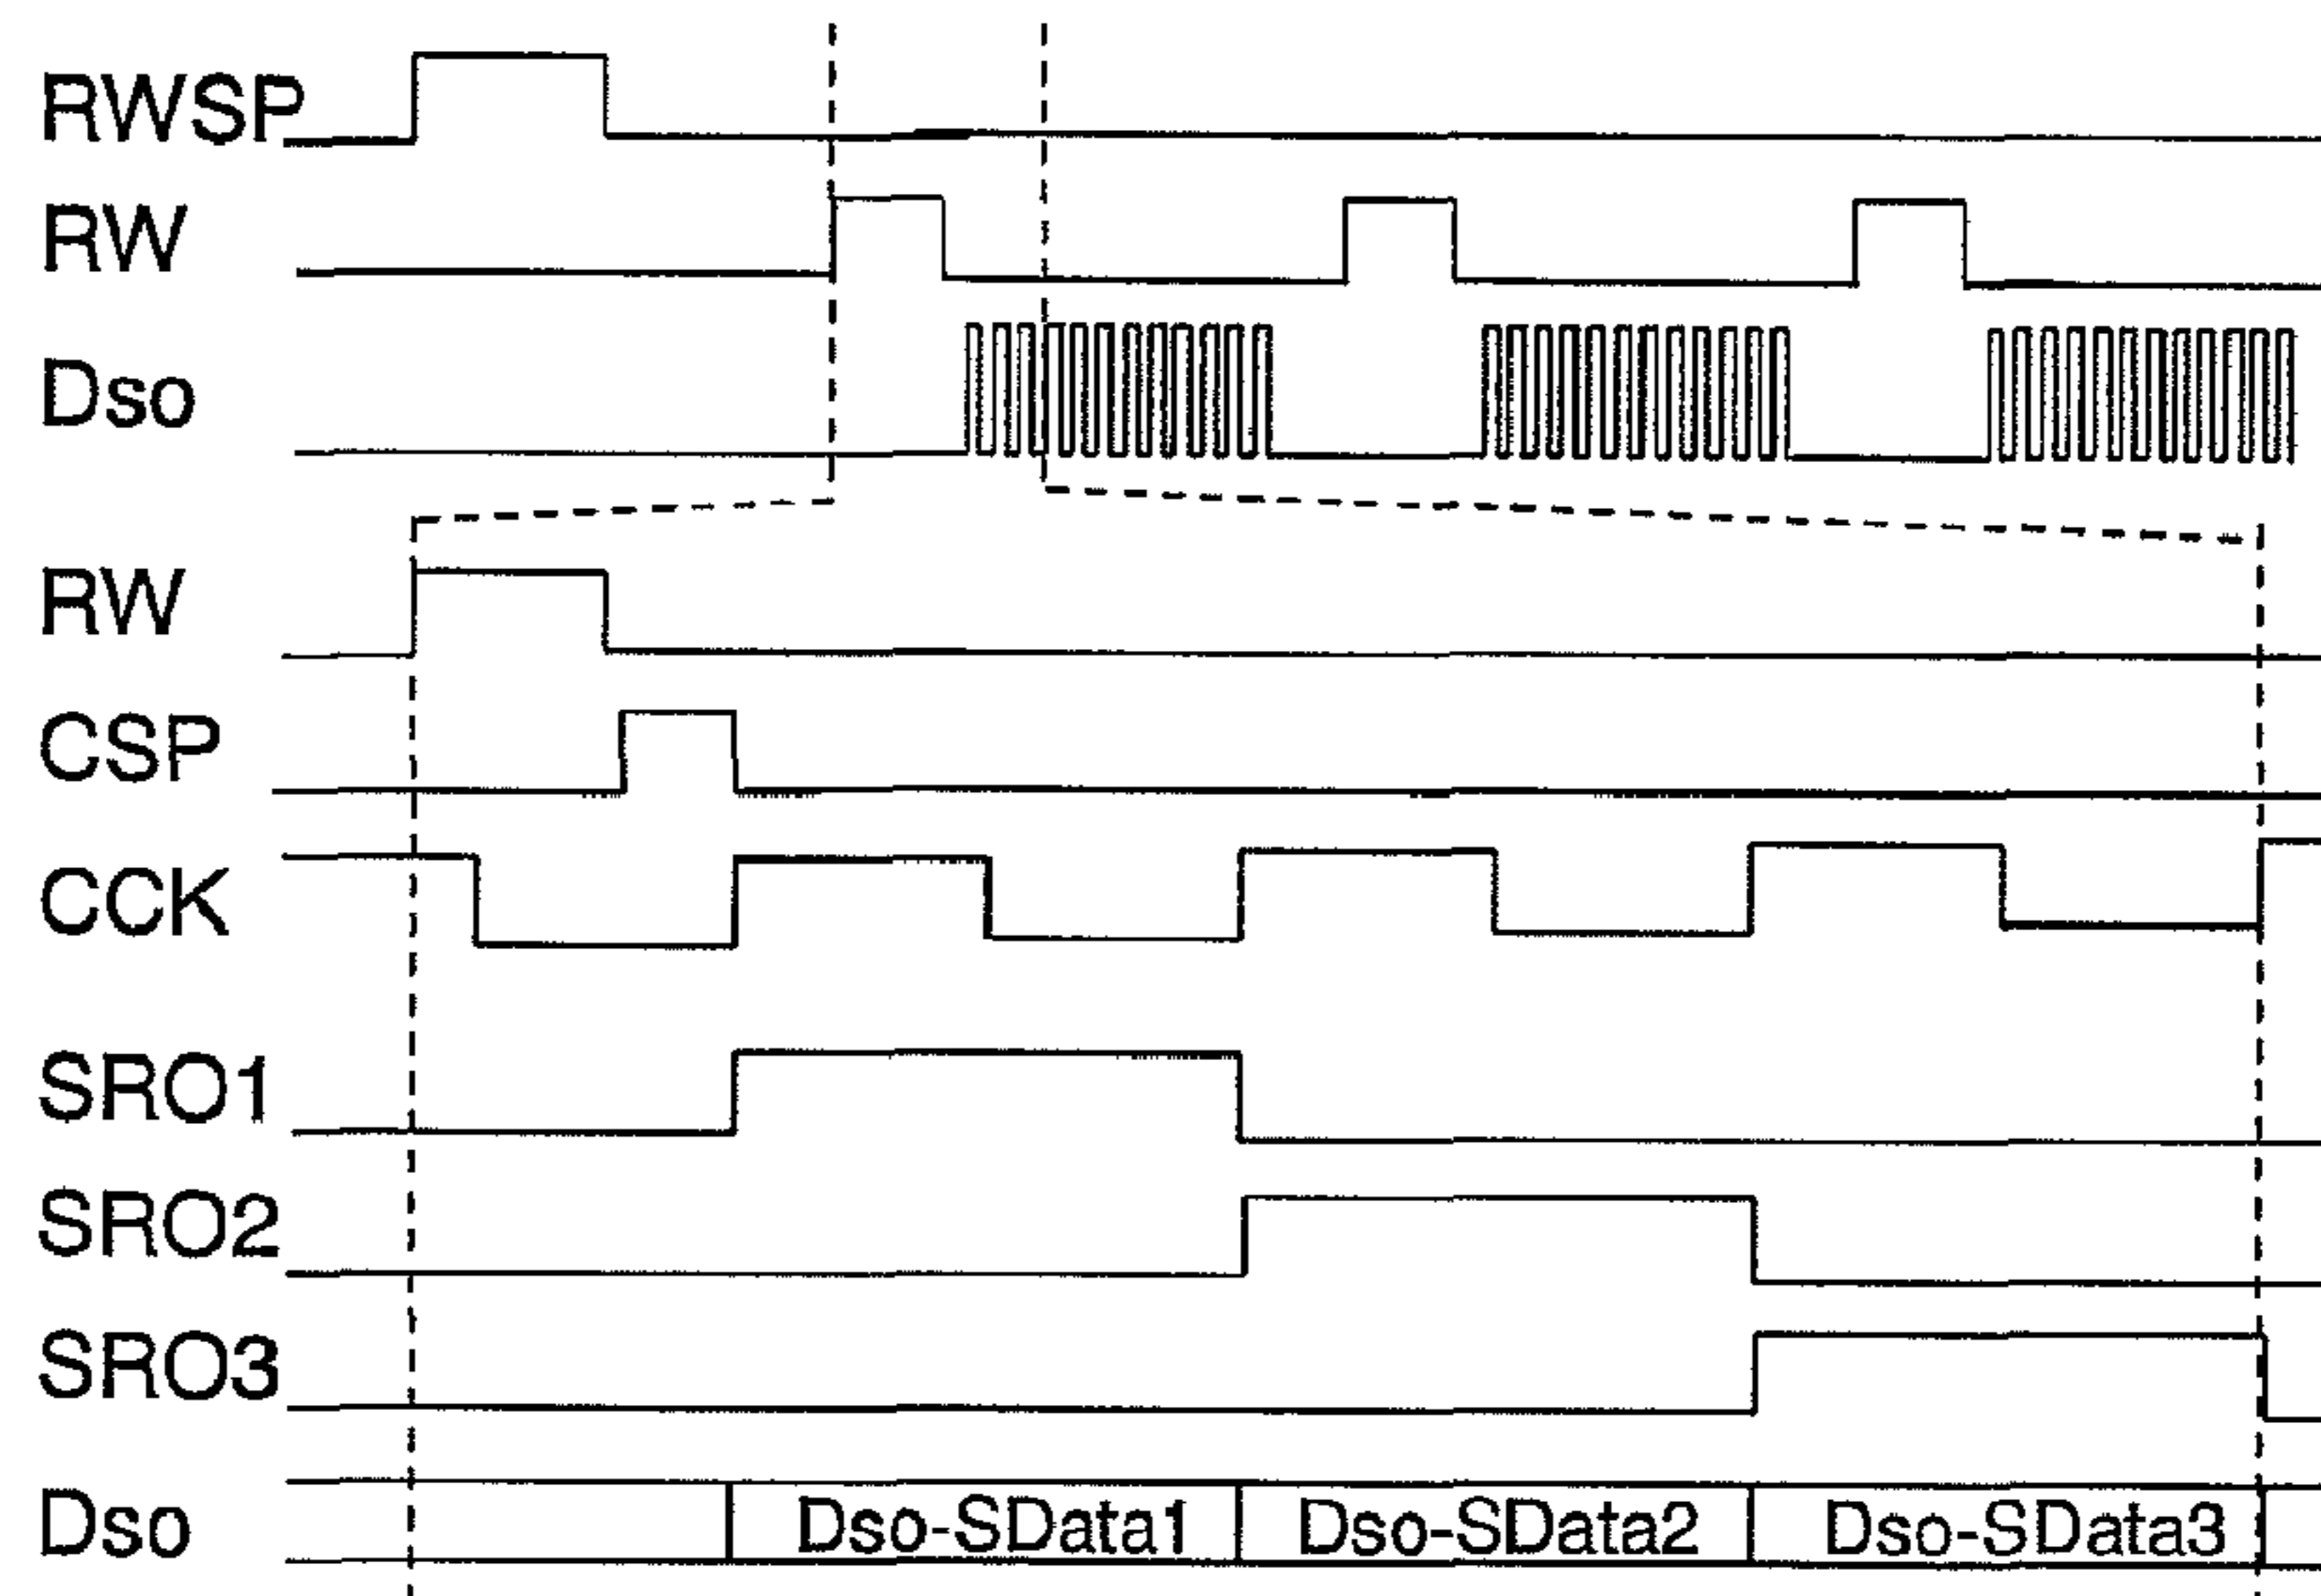 RWSP
RW
Dso
RW
CSP
CCK
SRO1
SRO2
SRO3
Dso Dso-SData1 Dso-SData2 Dso-SData3